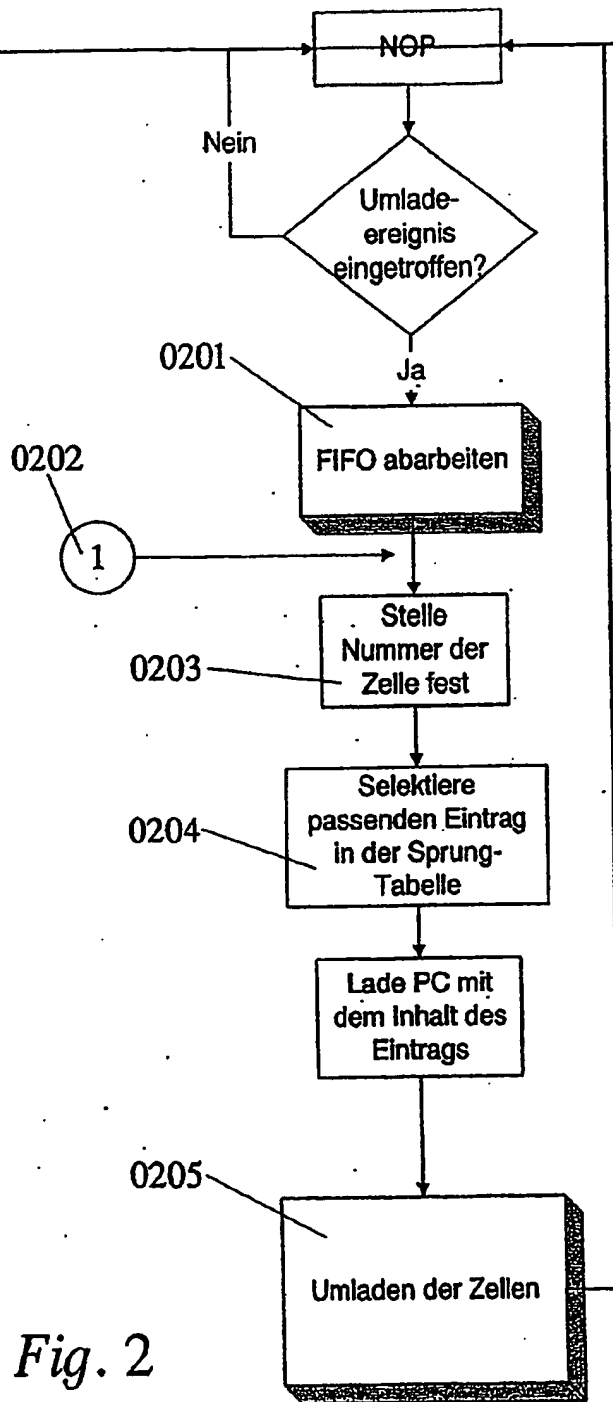 NOP
Nein
Umlade-
ereignis
eingetroffen?
Ja
0201
FIFO abarbeiten
0202
1
Stelle
Nummer der
Zelle fest
0203
Selektiere
passenden Eintrag
in der Sprung-
Tabelle
0204
Lade PC mit
dem Inhalt des
Eintrags
0205
Umladen der Zellen
Fig. 2